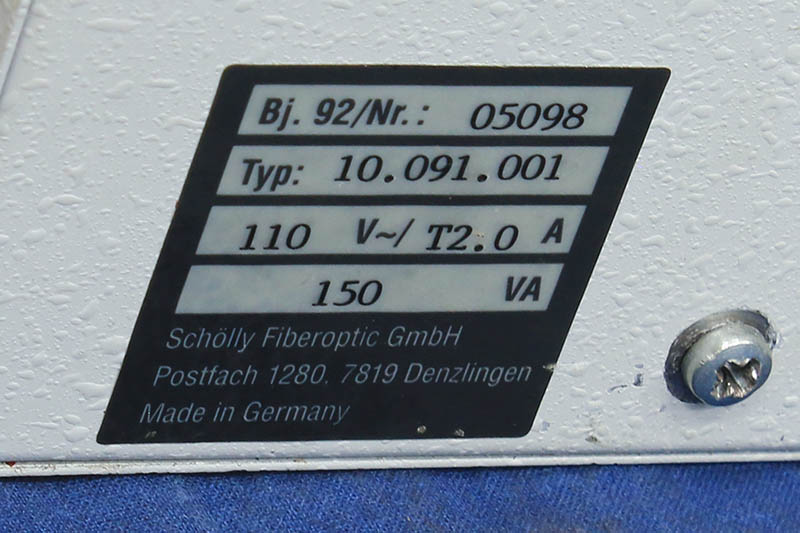 Bj. 92/Nr.: 05098
Typ: 10.091.001
110 V~/ T2.0 A
150 VA
Schölly Fiberoptic GmbH
Postfach 1280, 7819 Denzlingen
Made in Germany